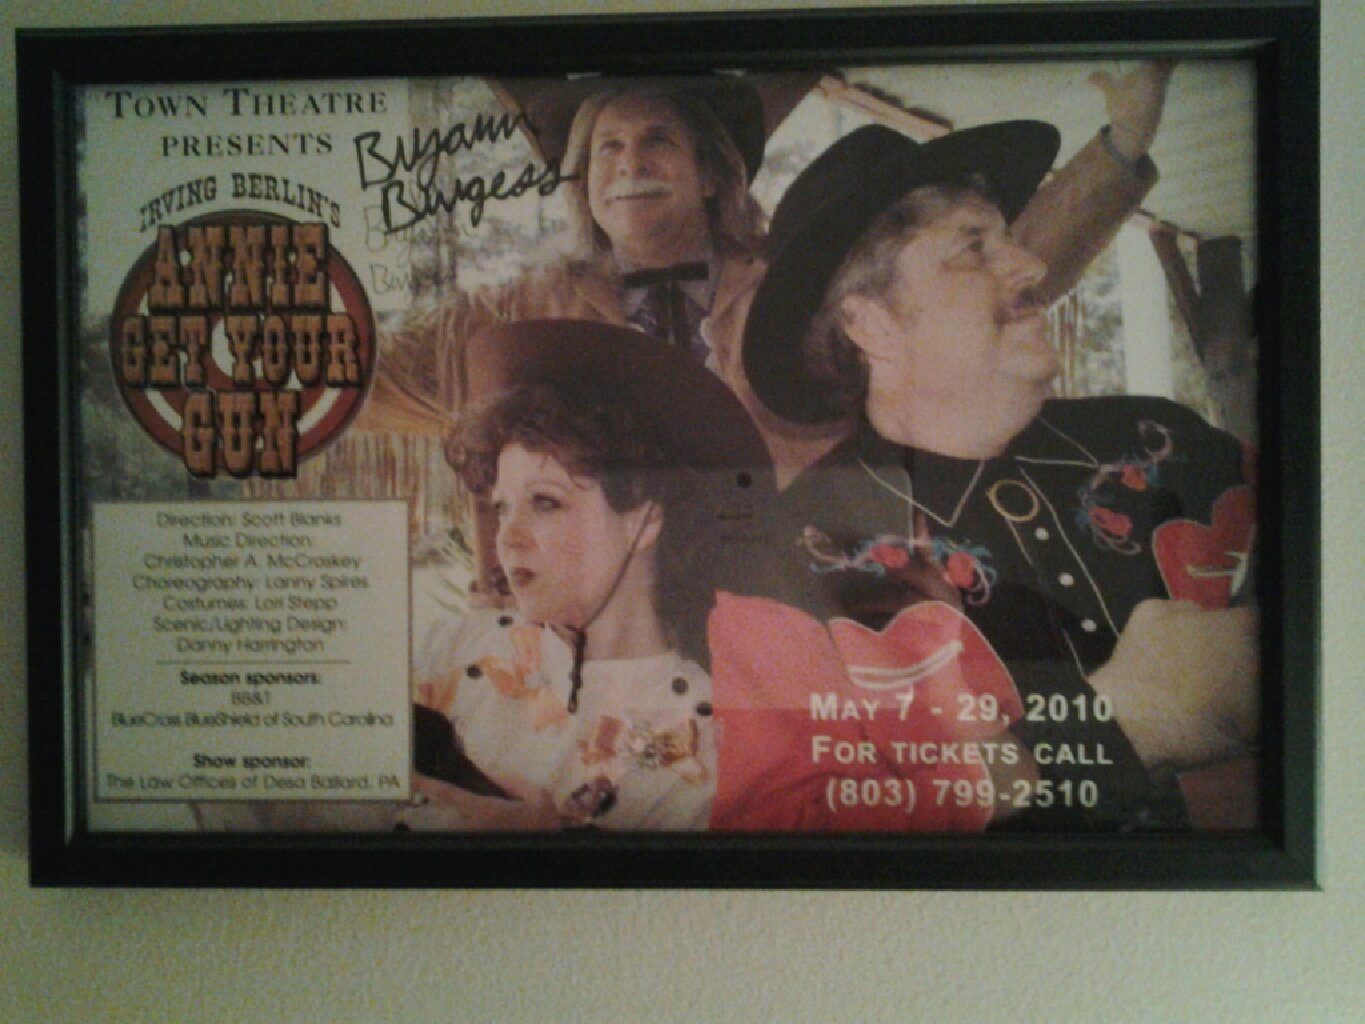 TOWN THEATRE
PRESENTS
IRVING BERLIN'S
ANNIE
GET YOUR
GUN
Bryann
Burgess
Direction: Scott Blanks
Music Direction:
Christopher A. McCroskey
Choreography: Lanny Spires
Costumes: Lori Stepp
Scenic/Lighting Design:
Danny Harrington
Season sponsors:
BB&T
BlueCross BlueShield of South Carolina
Show sponsor:
The Law Offices of Desa Ballard, PA
MAY 7 - 29, 2010
FOR TICKETS CALL
(803) 799-2510